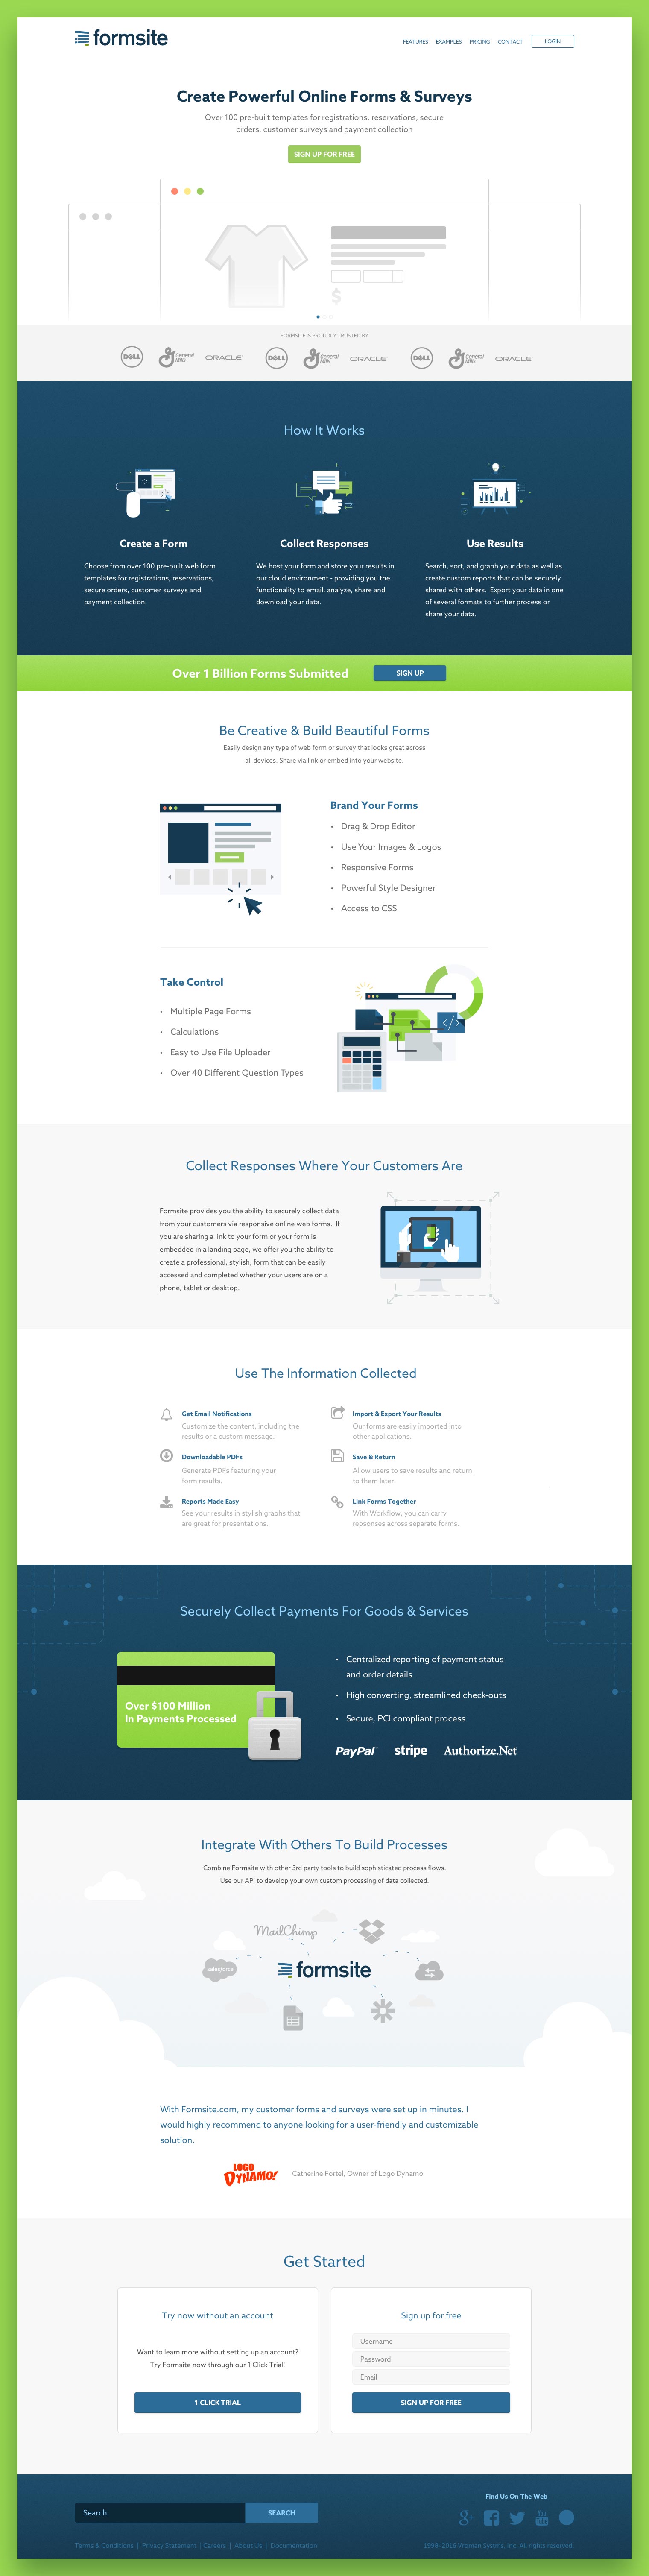 formsite
FEATURES EXAMPLES PRICING CONTACT LOGIN
Create Powerful Online Forms & Surveys
Over 100 pre-built templates for registrations, reservations, secure
orders, customer surveys and payment collection
SIGN UP FOR FREE
$
FORMSITE IS PROUDLY TRUSTED BY
DELL General Mills ORACLE DELL General Mills ORACLE DELL General Mills ORACLE
How It Works
Create a Form
Choose from over 100 pre-built web form
templates for registrations, reservations,
secure orders, customer surveys and
payment collection.
Collect Responses
We host your form and store your results in
our cloud environment - providing you the
functionality to email, analyze, share and
download your data.
Use Results
Search, sort, and graph your data as well as
create custom reports that can be securely
shared with others. Export your data in one
of several formats to further process or
share your data.
Over 1 Billion Forms Submitted
SIGN UP
Be Creative & Build Beautiful Forms
Easily design any type of web form or survey that looks great across
all devices. Share via link or embed into your website.
Brand Your Forms
• Drag & Drop Editor
• Use Your Images & Logos
• Responsive Forms
• Powerful Style Designer
• Access to CSS
Take Control
• Multiple Page Forms
• Calculations
• Easy to Use File Uploader
• Over 40 Different Question Types
</>
Collect Responses Where Your Customers Are
Formsite provides you the ability to securely collect data
from your customers via responsive online web forms. If
you are sharing a link to your form or your form is
embedded in a landing page, we offer you the ability to
create a professional, stylish, form that can be easily
accessed and completed whether your users are on a
phone, tablet or desktop.
Use The Information Collected
Get Email Notifications
Customize the content, including the
results or a custom message.
Import & Export Your Results
Our forms are easily imported into
other applications.
Downloadable PDFs
Generate PDFs featuring your
form results.
Save & Return
Allow users to save results and return
to them later.
Reports Made Easy
See your results in stylish graphs that
are great for presentations.
Link Forms Together
With Workflow, you can carry
repsonses across separate forms.
Securely Collect Payments For Goods & Services
Over $100 Million
In Payments Processed
• Centralized reporting of payment status
and order details
• High converting, streamlined check-outs
• Secure, PCI compliant process
PayPal stripe Authorize.Net
Integrate With Others To Build Processes
Combine Formsite with other 3rd party tools to build sophisticated process flows.
Use our API to develop your own custom processing of data collected.
MailChimp
salesforce
formsite
With Formsite.com, my customer forms and surveys were set up in minutes. I
would highly recommend to anyone looking for a user-friendly and customizable
solution.
LOGO
DYNAMO!
Catherine Fortel, Owner of Logo Dynamo
Get Started
Try now without an account
Want to learn more without setting up an account?
Try Formsite now through our 1 Click Trial!
1 CLICK TRIAL
Sign up for free
Username
Password
Email
SIGN UP FOR FREE
Find Us On The Web
Search SEARCH
You Tube
Terms & Conditions | Privacy Statement | Careers | About Us | Documentation
1998-2016 Vroman Systms, Inc. All rights reserved.